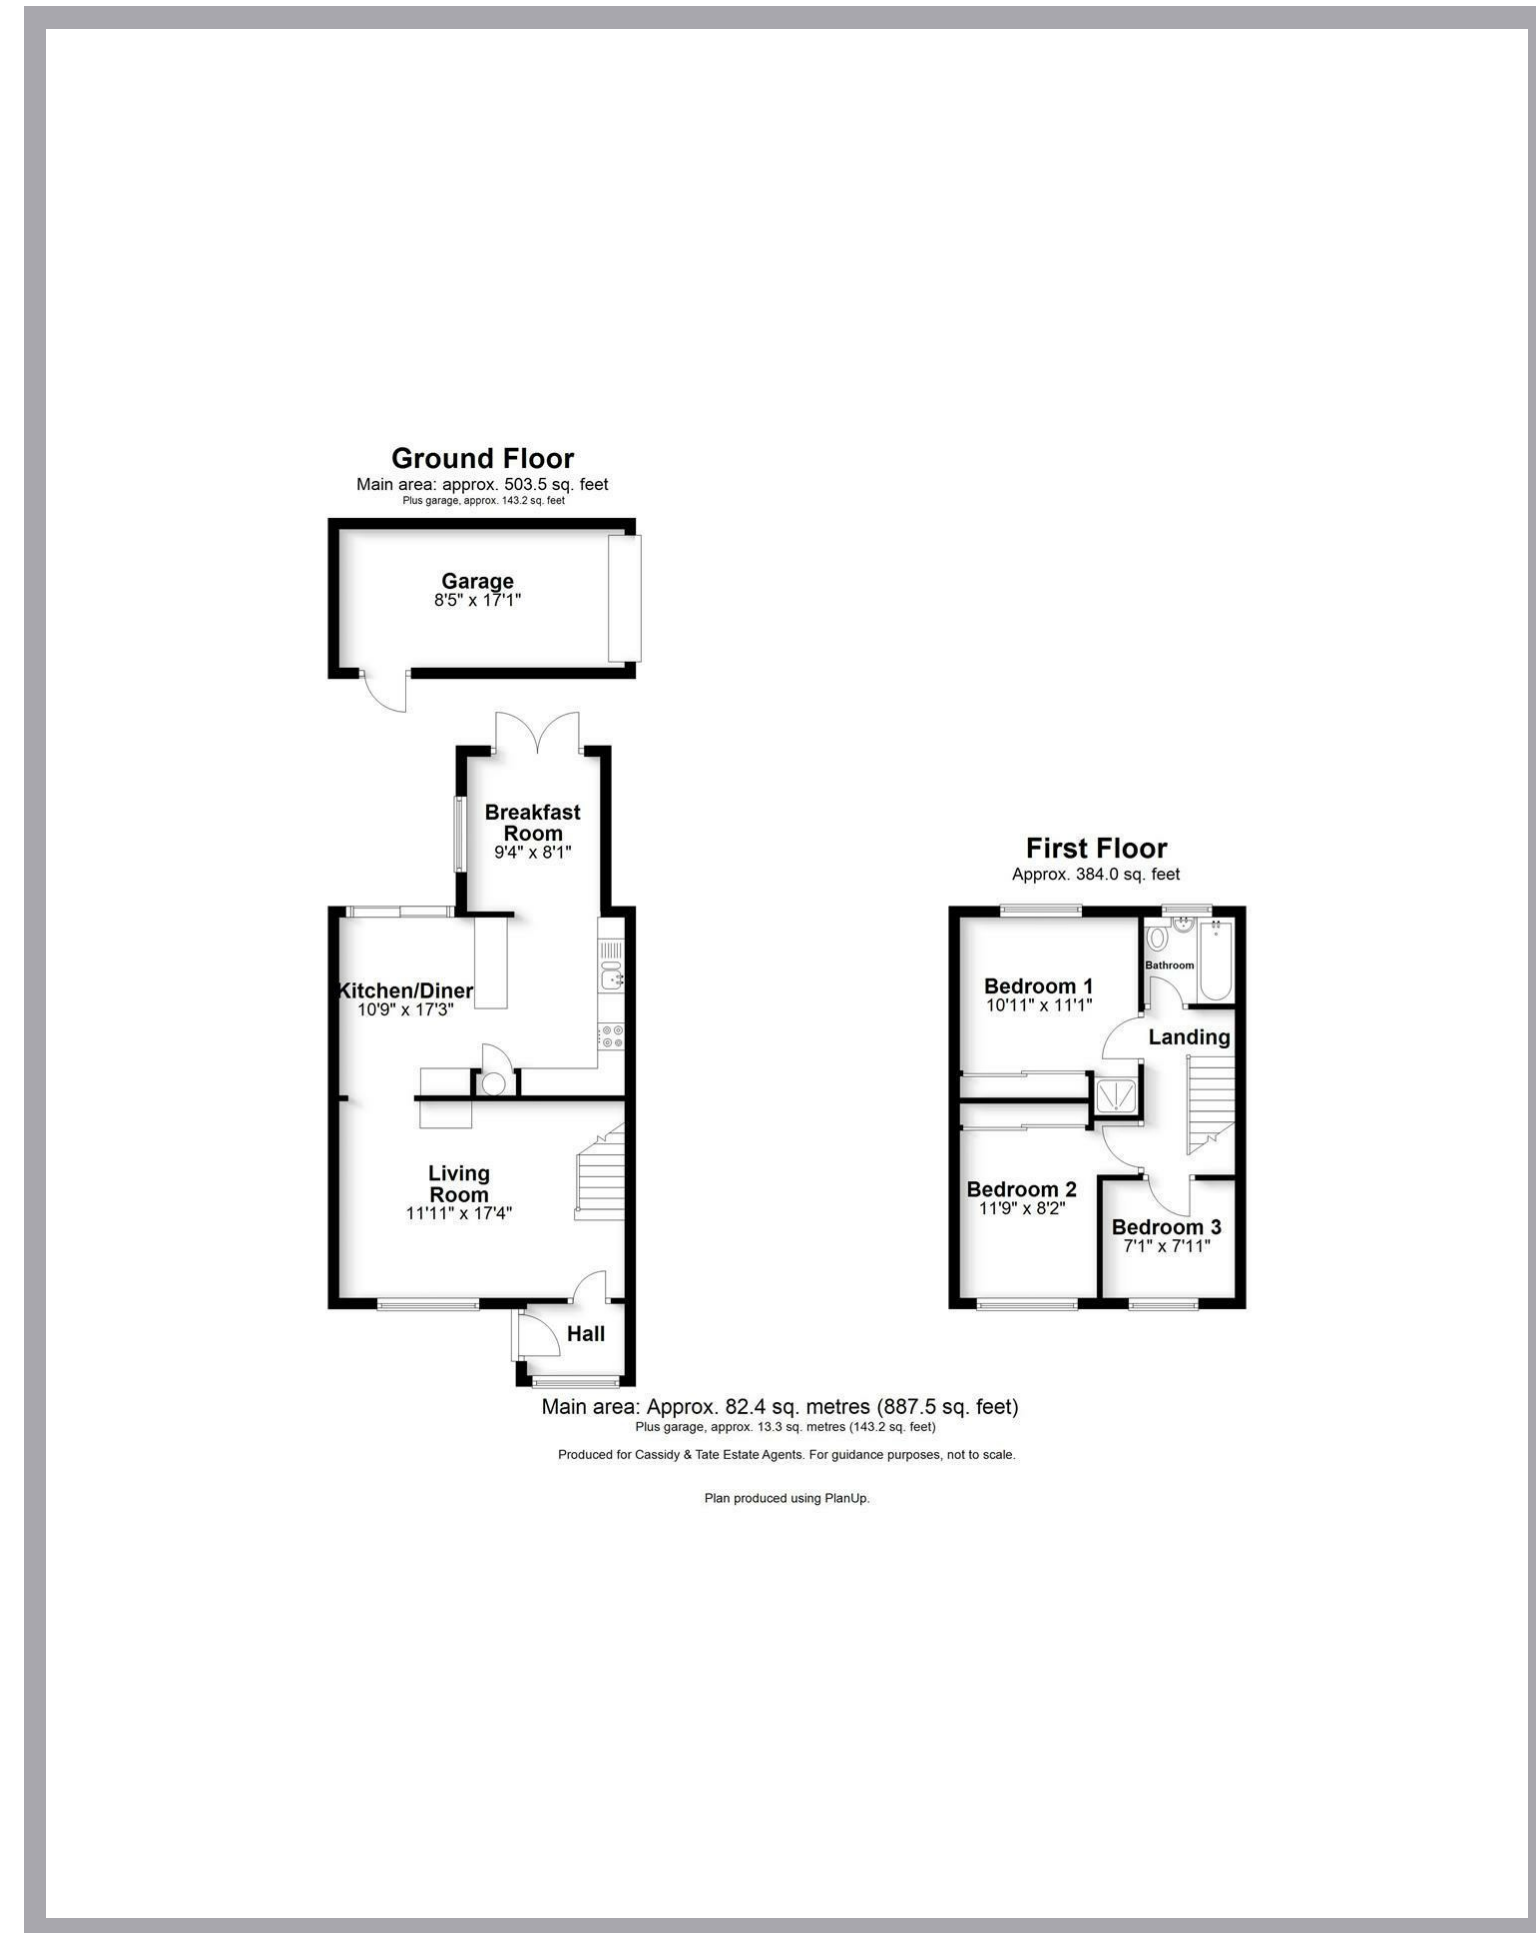 Ground Floor
Main area: approx. 503.5 sq. feet
Plus garage, approx. 143.2 sq. feet
Garage
8'5" x 17'1"
Breakfast
Room
9'4" x 8'1"
Kitchen/Diner
10'9" x 17'3"
Living
Room
11'11" x 17'4"
Hall
First Floor
Approx. 384.0 sq. feet
Bedroom 1
10'11" x 11'1"
Bathroom
Landing
Bedroom 2
11'9" x 8'2"
Bedroom 3
7'1" x 7'11"
Main area: Approx. 82.4 sq. metres (887.5 sq. feet)
Plus garage, approx. 13.3 sq. metres (143.2 sq. feet)
Produced for Cassidy & Tate Estate Agents. For guidance purposes, not to scale.
Plan produced using PlanUp.